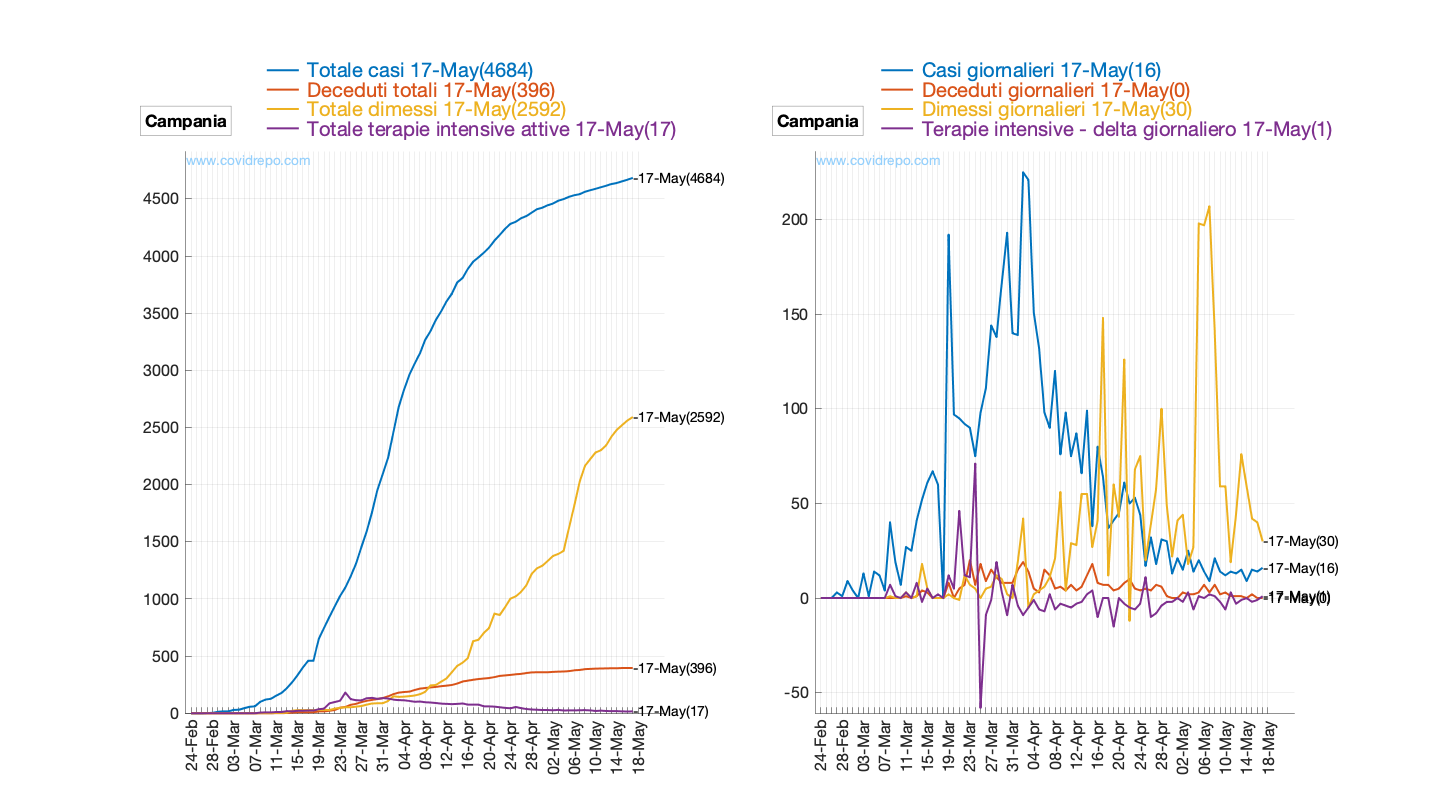 Totale casi 17-May(4684)
Deceduti totali 17-May(396)
Totale dimessi 17-May(2592)
Totale terapie intensive attive 17-May(17)
Campania
www.covidrepo.com
-17-May(4684)
-17-May(2592)
-17-May(396)
-17-May(17)
4500
4000
3500
3000
2500
2000
1500
1000
500
0
24-Feb
28-Feb
03-Mar
07-Mar
11-Mar
15-Mar
19-Mar
23-Mar
27-Mar
31-Mar
04-Apr
08-Apr
12-Apr
16-Apr
20-Apr
24-Apr
28-Apr
02-May
06-May
10-May
14-May
18-May
Casi giornalieri 17-May(16)
Deceduti giornalieri 17-May(0)
Dimessi giornalieri 17-May(30)
Terapie intensive - delta giornaliero 17-May(1)
Campania
www.covidrepo.com
200
150
100
50
0
-50
-17-May(30)
-17-May(16)
-17-May(1)
-17-May(0)
24-Feb
28-Feb
03-Mar
07-Mar
11-Mar
15-Mar
19-Mar
23-Mar
27-Mar
31-Mar
04-Apr
08-Apr
12-Apr
16-Apr
20-Apr
24-Apr
28-Apr
02-May
06-May
10-May
14-May
18-May